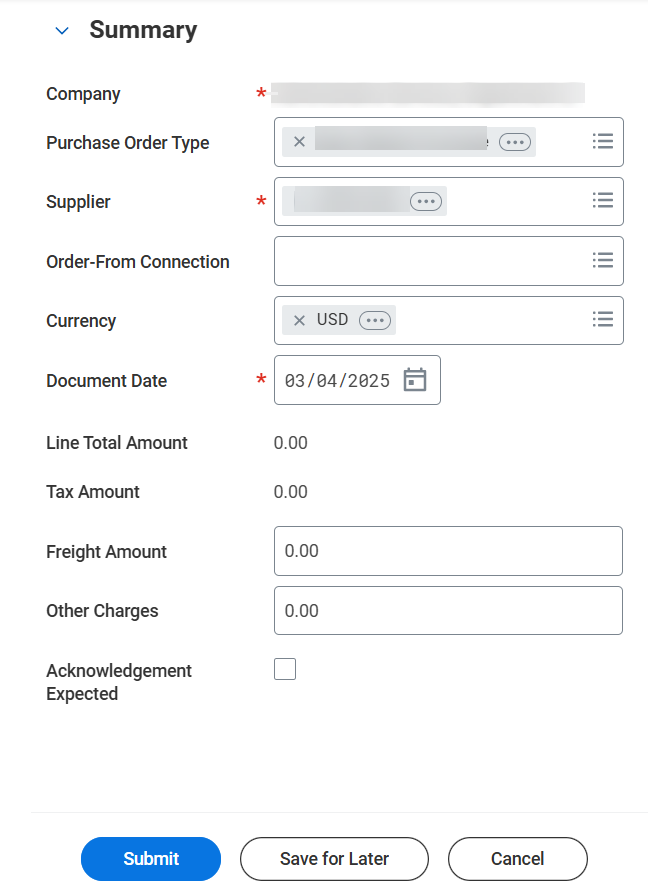 Summary
Company *
Purchase Order Type
Supplier *
Order-From Connection
Currency USD
Document Date * 03/04/2025
Line Total Amount 0.00
Tax Amount 0.00
Freight Amount 0.00
Other Charges 0.00
Acknowledgement
Expected
Submit Save for Later Cancel